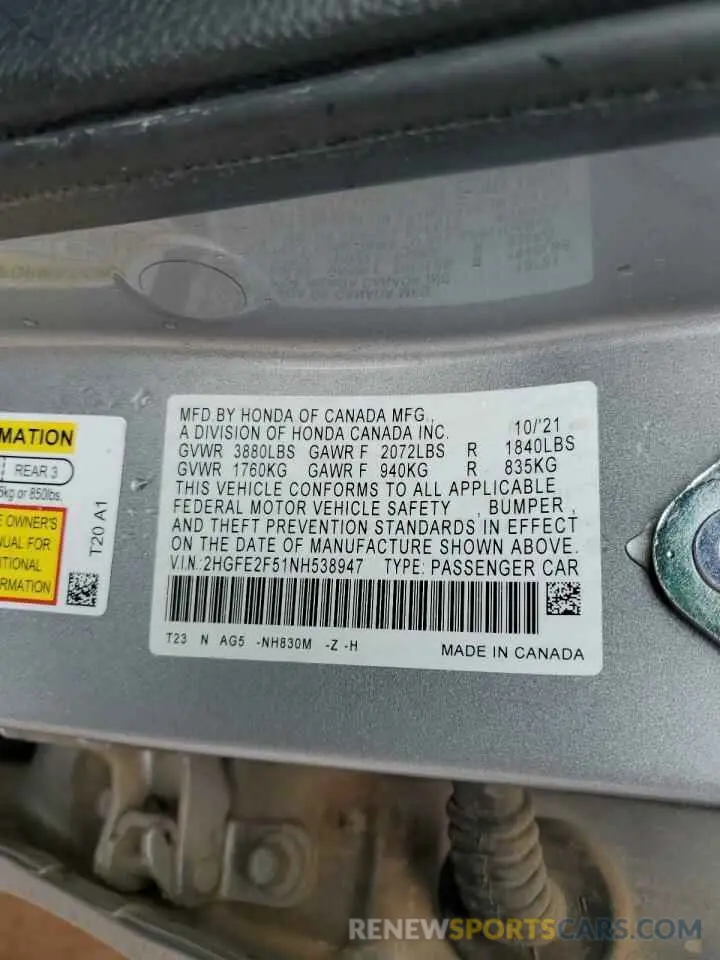 MFD BY HONDA OF CANADA MFG.,
A DIVISION OF HONDA CANADA INC. 10/'21
GVWR 3880LBS GAWR F 2072LBS R 1840LBS
GVWR 1760KG GAWR F 940KG R 835KG
THIS VEHICLE CONFORMS TO ALL APPLICABLE
FEDERAL MOTOR VEHICLE SAFETY , BUMPER ,
AND THEFT PREVENTION STANDARDS IN EFFECT
ON THE DATE OF MANUFACTURE SHOWN ABOVE.
V.I.N.:2HGFE2F51NH538947 TYPE: PASSENGER CAR
T23 N AG5 -NH830M -Z -H
MADE IN CANADA
MATION
REAR 3
5kg or 850lbs.
E OWNER'S
UAL FOR
ITIONAL
RMATION
T20 A1
RENEWSPORTSCARS.COM